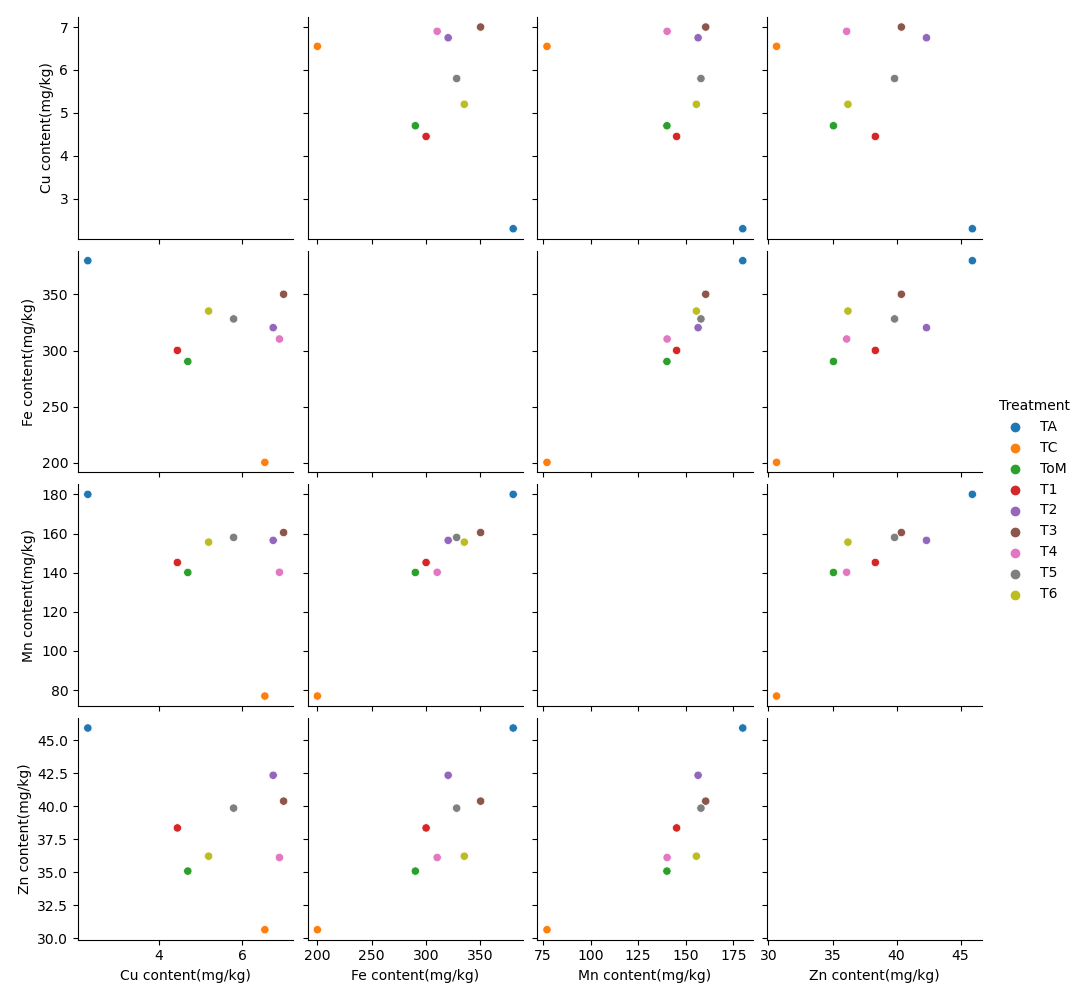 7
6
5
4
3
Cu content(mg/kg)
350
300
250
200
Fe content(mg/kg)
Treatment
TA
TC
ToM
T1
T2
T3
T4
T5
T6
180
160
140
120
100
80
Mn content(mg/kg)
45.0
42.5
40.0
37.5
35.0
32.5
30.0
Zn content(mg/kg)
4 6
200 250 300 350
75 100 125 150 175
30 35 40 45
Cu content(mg/kg)
Fe content(mg/kg)
Mn content(mg/kg)
Zn content(mg/kg)